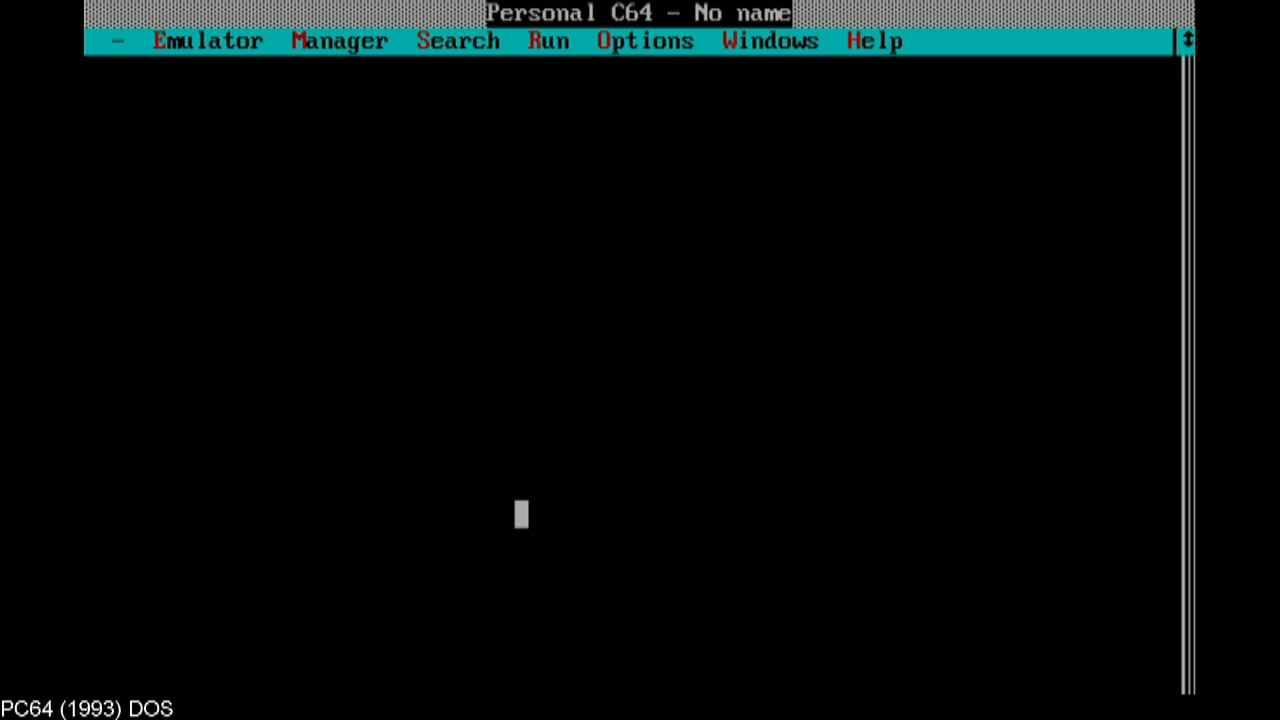 Personal C64 - No name
- Emulator Manager Search Run Options Windows Help
PC64 (1993) DOS